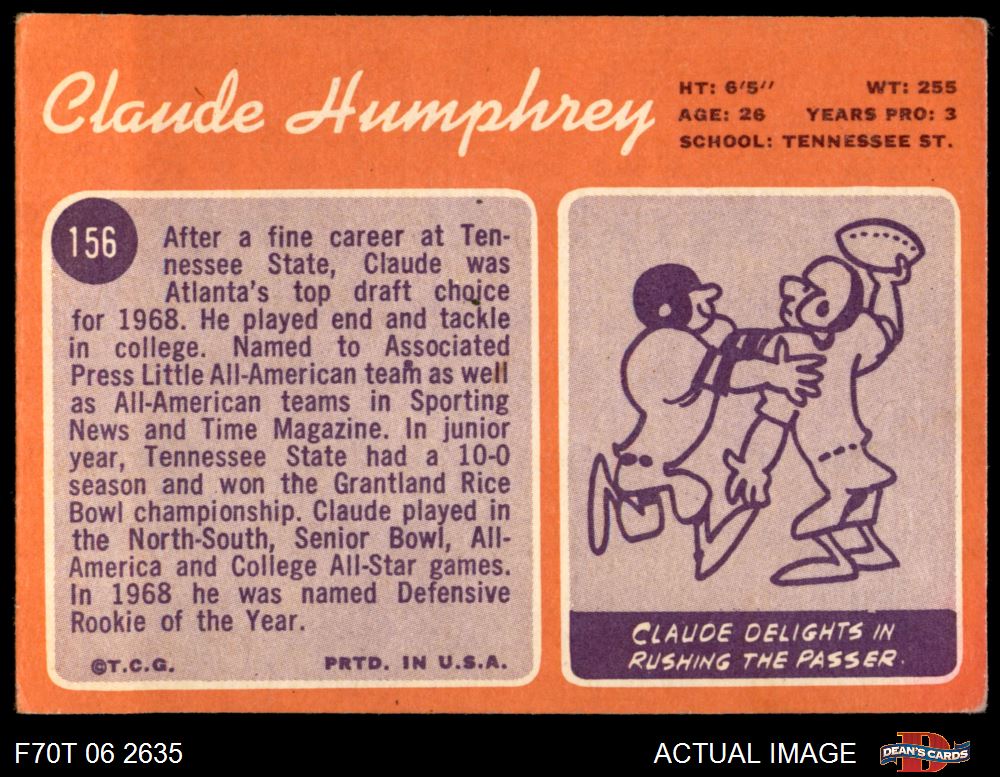 Claude Humphrey
HT: 6'5" WT: 255
AGE: 26 YEARS PRO: 3
SCHOOL: TENNESSEE ST.
156
After a fine career at Ten-
nessee State, Claude was
Atlanta's top draft choice
for 1968. He played end and tackle
in college. Named to Associated
Press Little All-American team as well
as All-American teams in Sporting
News and Time Magazine. In junior
year, Tennessee State had a 10-0
season and won the Grantland Rice
Bowl championship. Claude played in
the North-South, Senior Bowl, All-
America and College All-Star games.
In 1968 he was named Defensive
Rookie of the Year.
©T.C.G. PRTD. IN U.S.A.
CLAUDE DELIGHTS IN
RUSHING THE PASSER.
F70T 06 2635 ACTUAL IMAGE
D
DEAN'S CARDS